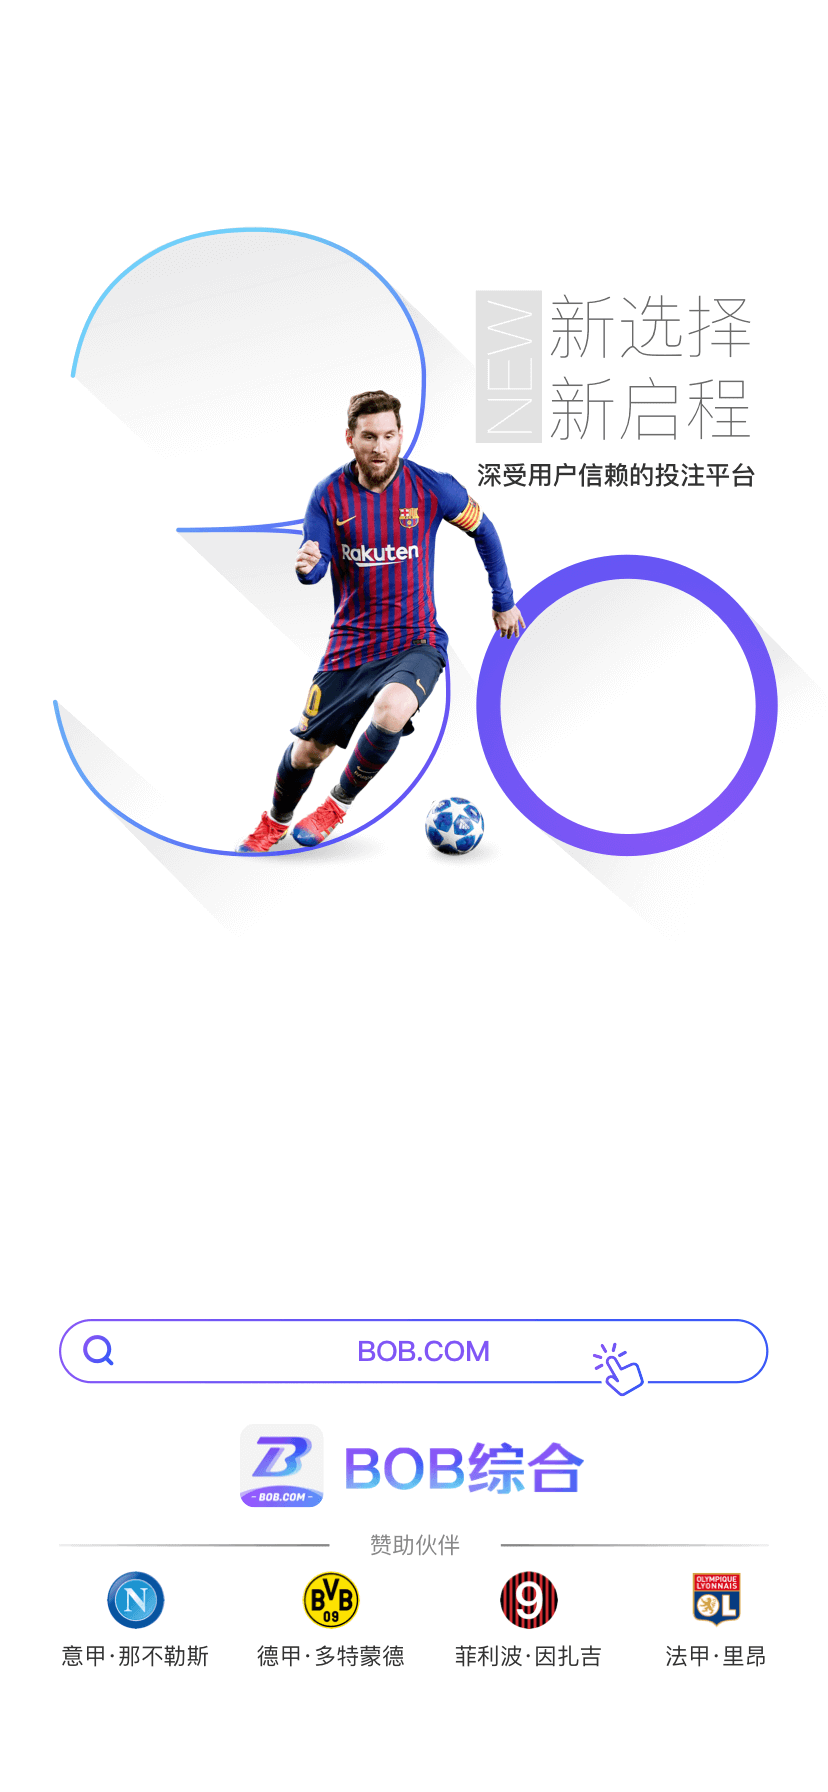 3.0
NEW
新选择
新启程
深受用户信赖的投注平台
Rakuten
10
BOB.COM
B
BOB.COM
BOB综合
赞助伙伴
N
BVB
09
9
OLYMPIQUE
LYONNAIS
OL
意甲·那不勒斯
德甲·多特蒙德
菲利波·因扎吉
法甲·里昂